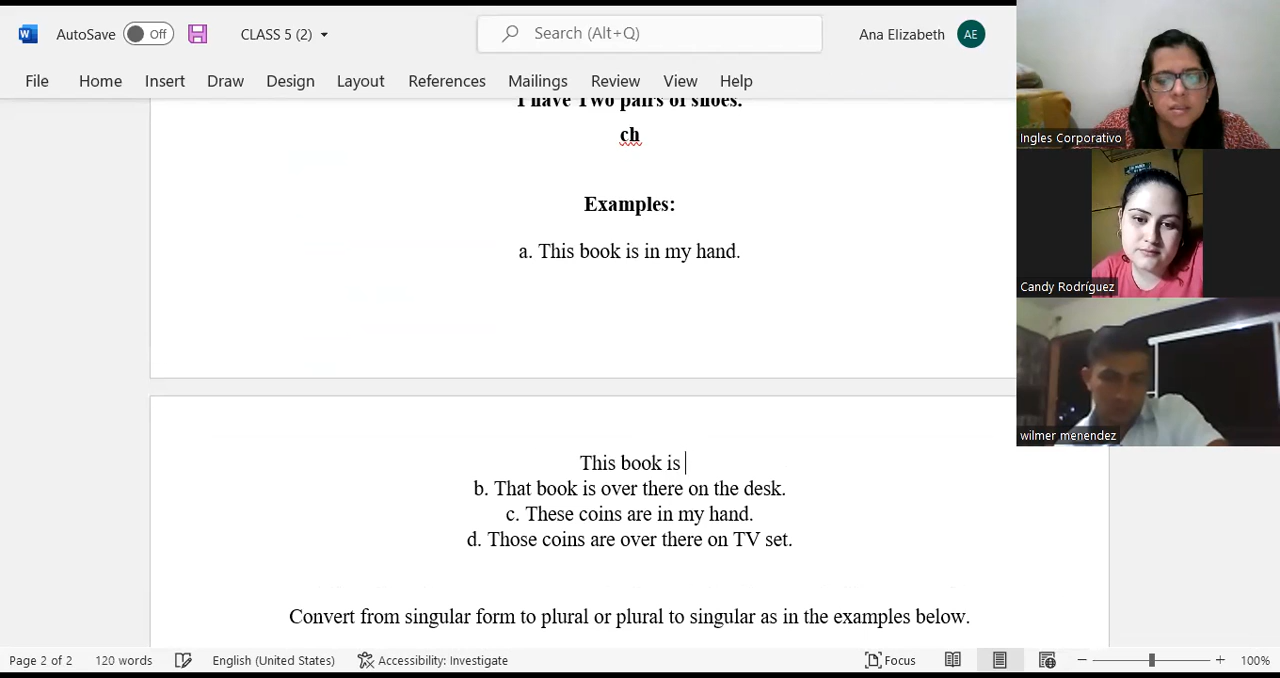 AutoSave Off CLASS 5 (2) Search (Alt+Q) Ana Elizabeth AE
File Home Insert Draw Design Layout References Mailings Review View Help
I have Two pairs of shoes.
ch
Examples:
a. This book is in my hand.
This book is
b. That book is over there on the desk.
c. These coins are in my hand.
d. Those coins are over there on TV set.
Convert from singular form to plural or plural to singular as in the examples below.
Page 2 of 2 120 words English (United States) Accessibility: Investigate Focus 100%
Ingles Corporativo
Candy Rodríguez
wilmer menendez